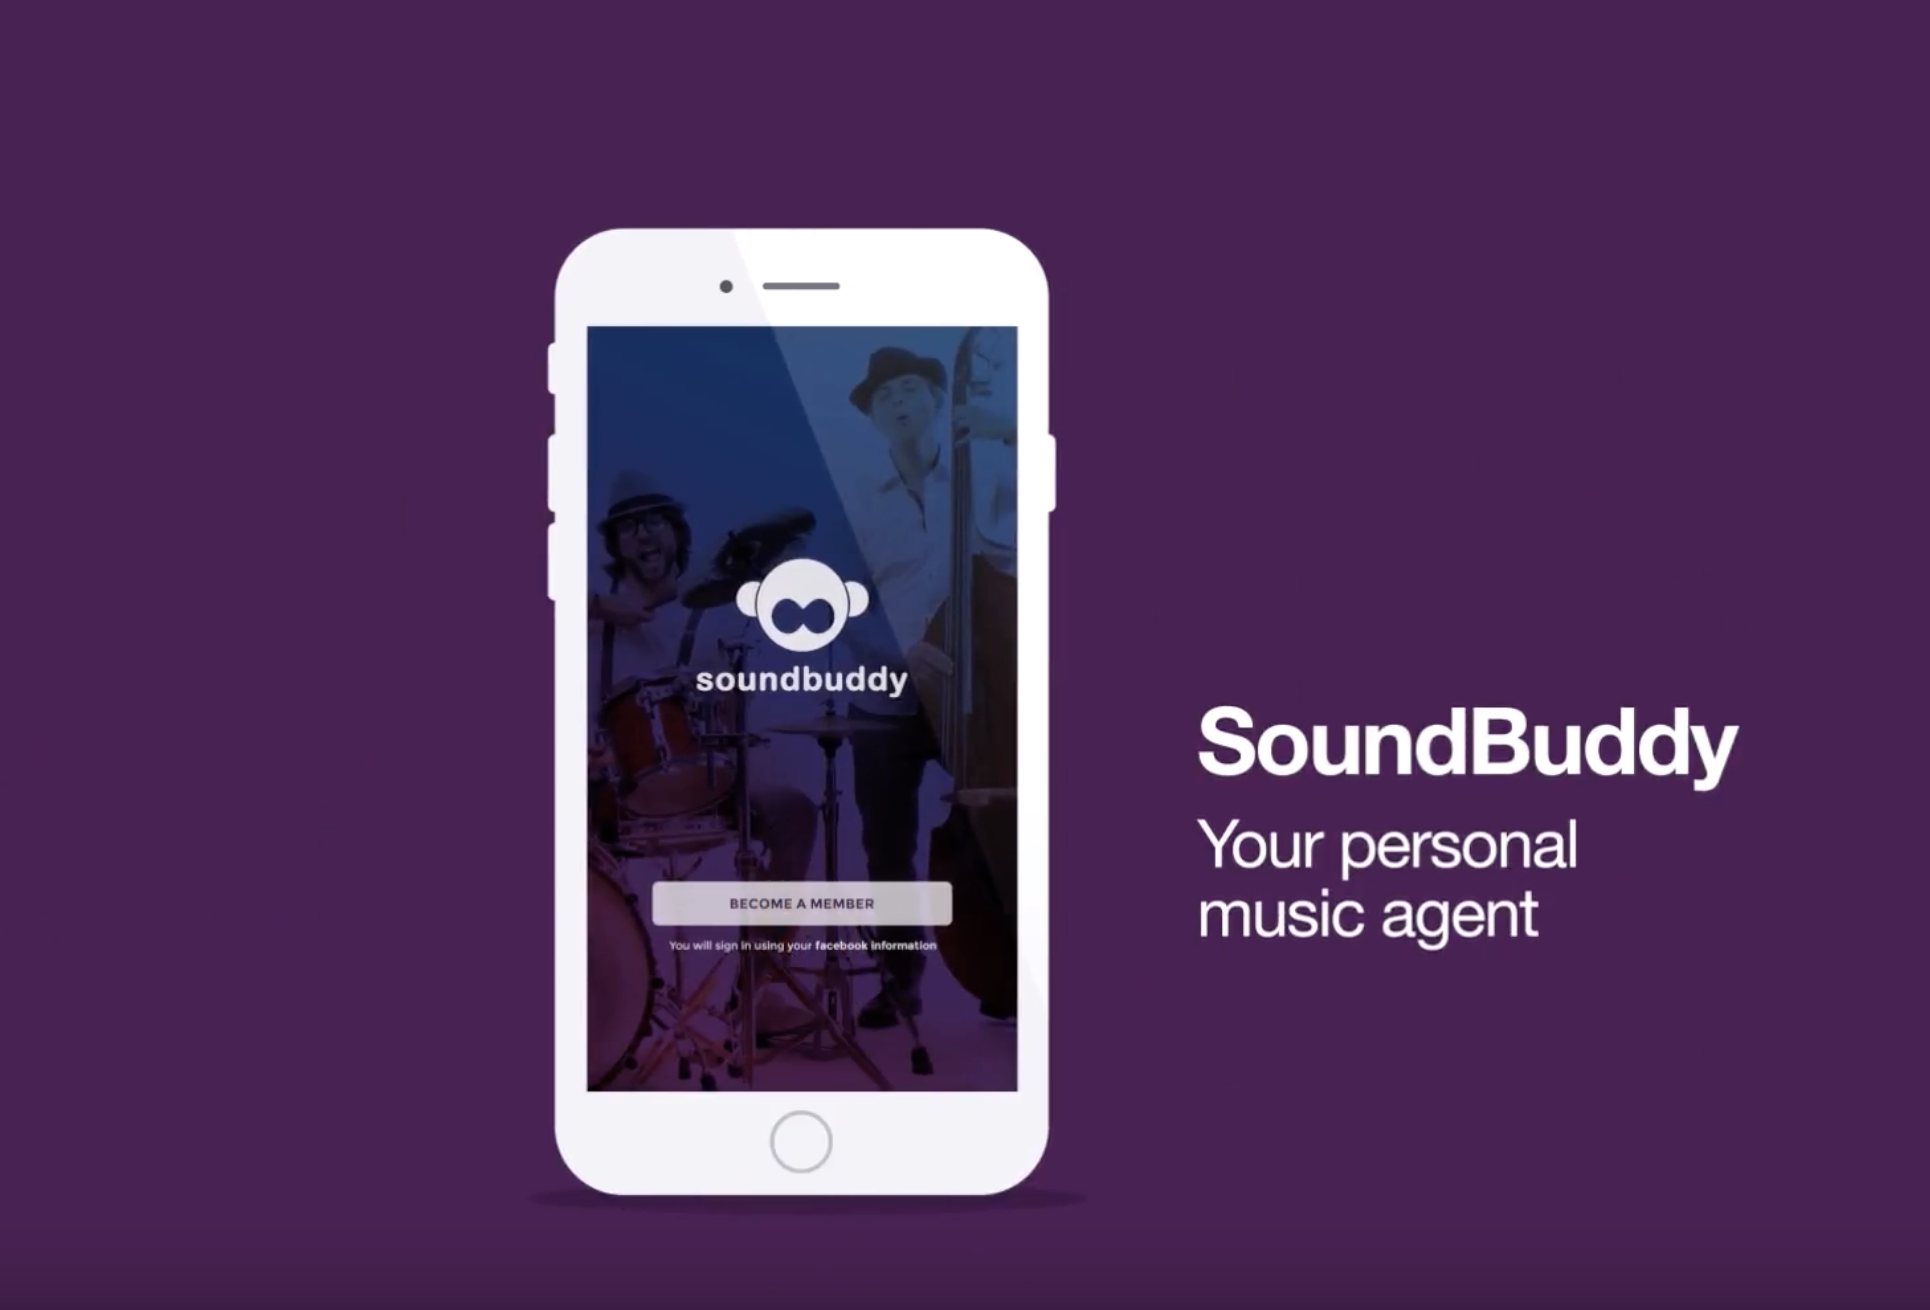 soundbuddy
BECOME A MEMBER
You will sign in using your facebook information
SoundBuddy
Your personal
music agent